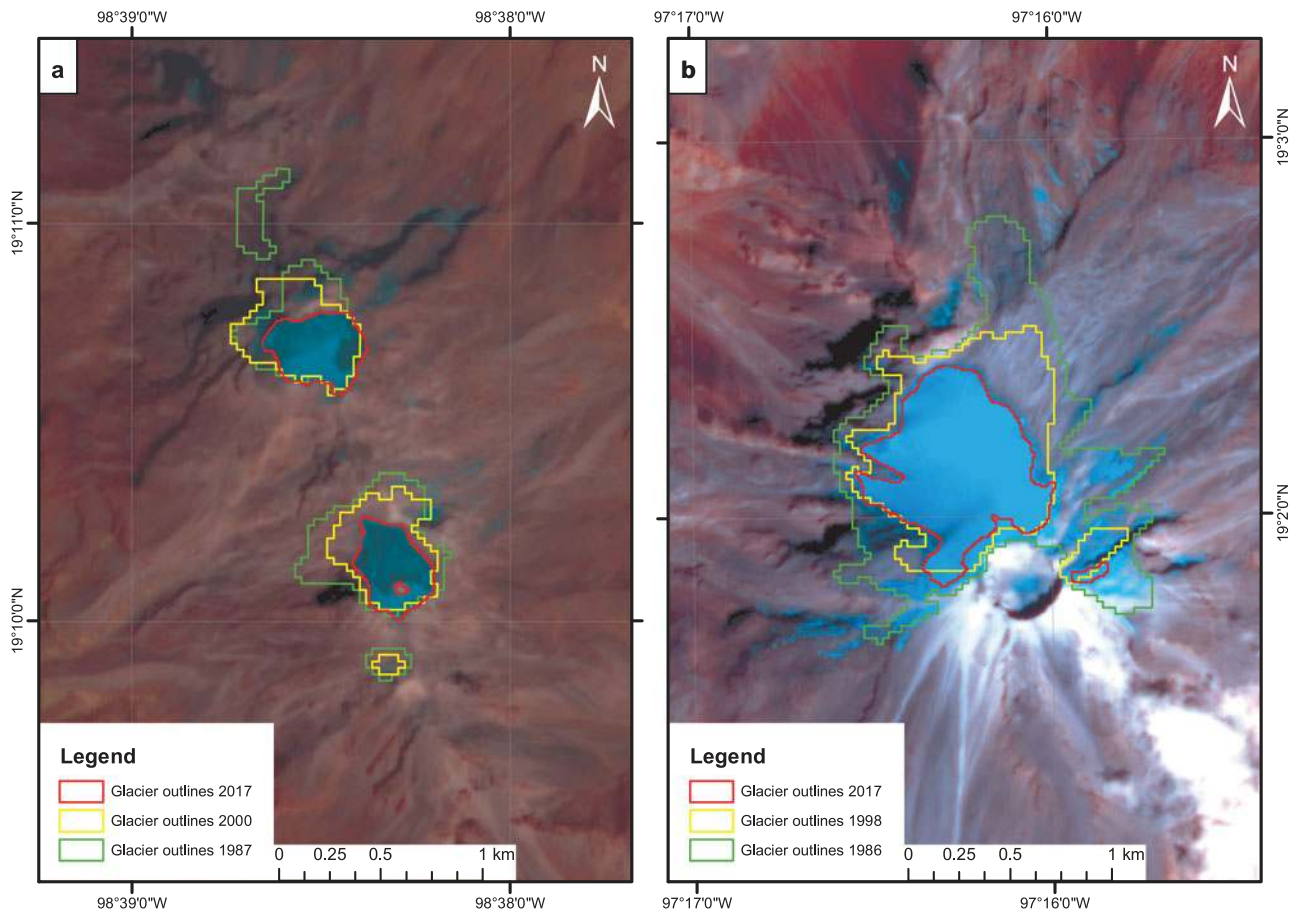 98°39'0"W 98°38'0"W 97°17'0"W 97°16'0"W
a
N
b
N
19°3'0"N
19°11'0"N
19°2'0"N
19°10'0"N
Legend
Glacier outlines 2017
Glacier outlines 2000
Glacier outlines 1987
0 0.25 0.5 1 km
Legend
Glacier outlines 2017
Glacier outlines 1998
Glacier outlines 1986
0 0.25 0.5 1 km
98°39'0"W 98°38'0"W 97°17'0"W 97°16'0"W